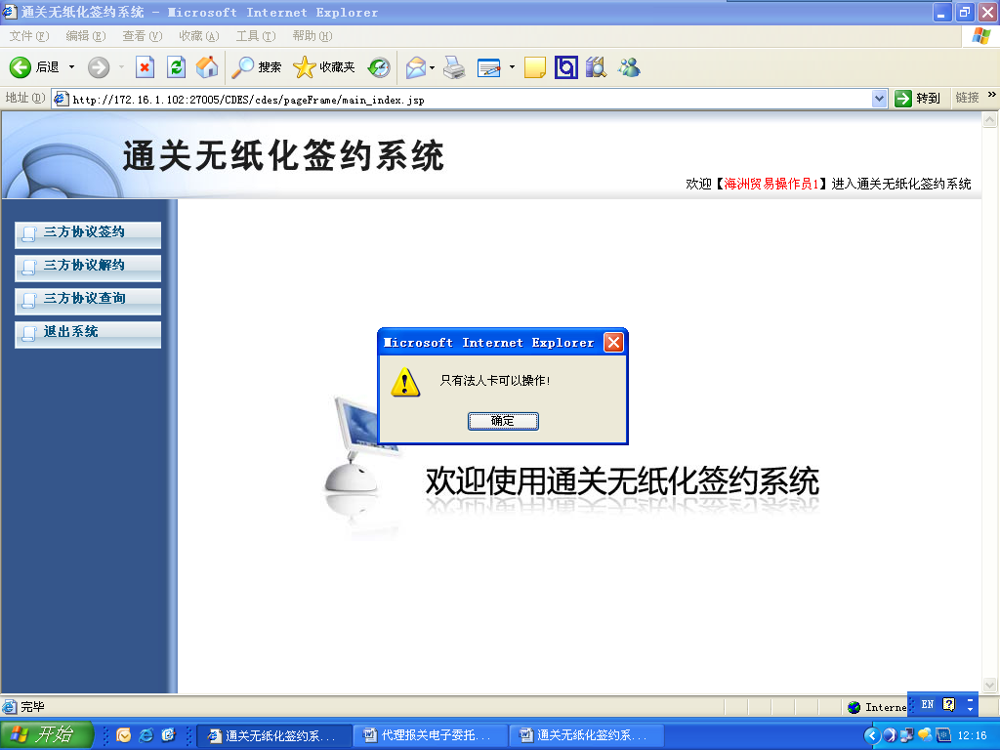 通关无纸化签约系统 - Microsoft Internet Explorer
文件(F) 编辑(E) 查看(V) 收藏(A) 工具(T) 帮助(H)
后退 搜索 收藏夹
地址(D) http://172.16.1.102:27005/CDES/cdes/pageFrame/main_index.jsp 转到 链接 »
通关无纸化签约系统
欢迎【海洲贸易操作员1】进入通关无纸化签约系统
三方协议签约
三方协议解约
三方协议查询
退出系统
Microsoft Internet Explorer
只有法人卡可以操作!
确定
欢迎使用通关无纸化签约系统
完毕 Interne EN
开始 通关无纸化签约系... 代理报关电子委托... 通关无纸化签约系... 12:16